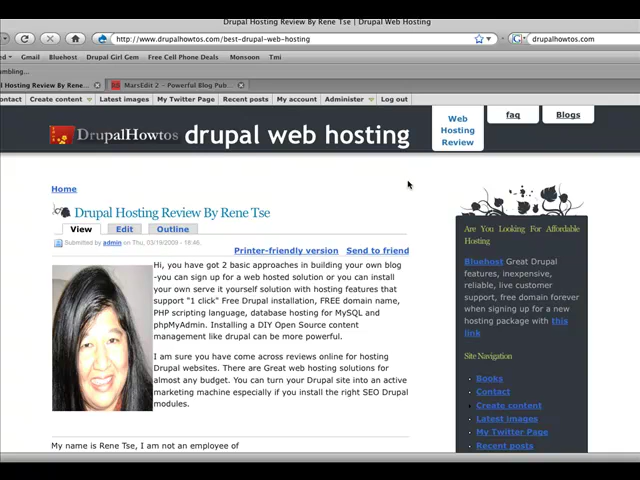 Drupal Hosting Review By Rene Tse | Drupal Web Hosting
http://www.drupalhowtos.com/best-drupal-web-hosting
drupalhowtos.com
Gmail Bluehost Drupal Girl Gem Free Cell Phone Deals Monsoon Tmi
umbling...
l Hosting Review By Rene... MarsEdit 2 – Powerful Blog Pub...
ontact Create content Latest images My Twitter Page Recent posts My account Administer Log out
DrupalHowtos drupal web hosting
Web
Hosting
Review
faq
Blogs
Home
Drupal Hosting Review By Rene Tse
View Edit Outline
Submitted by admin on Thu, 03/19/2009 - 18:46.
Printer-friendly version Send to friend
Hi, you have got 2 basic approaches in building your own blog
-you can sign up for a web hosted solution or you can install
your own serve it yourself solution with hosting features that
support "1 click" Free Drupal installation, FREE domain name,
PHP scripting language, database hosting for MySQL and
phpMyAdmin. Installing a DIY Open Source content
management like drupal can be more powerful.
I am sure you have come across reviews online for hosting
Drupal websites. There are Great web hosting solutions for
almost any budget. You can turn your Drupal site into an active
marketing machine especially if you install the right SEO Drupal
modules.
My name is Rene Tse, I am not an employee of
Are You Looking For Affordable
Hosting
Bluehost Great Drupal
features, inexpensive,
reliable, live customer
support, free domain forever
when signing up for a new
hosting package with this
link
Site Navigation
Books
Contact
Create content
Latest images
My Twitter Page
Recent posts